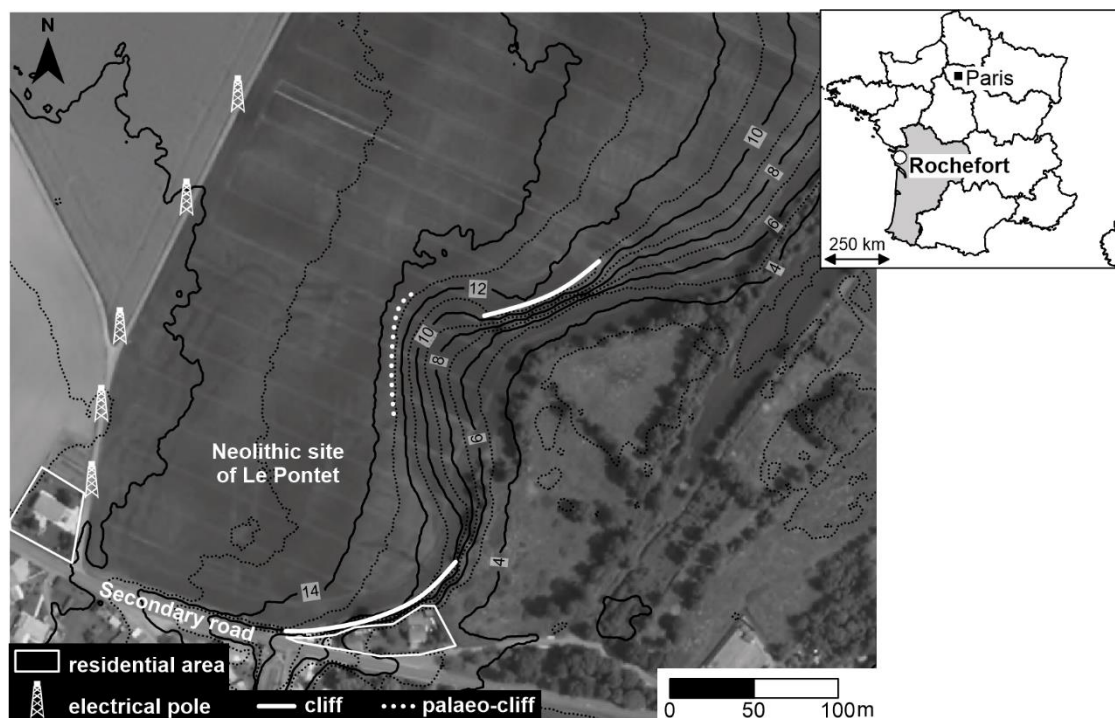 N
Paris
Rochefort
250 km
10
8
6
4
12
10
8
6
4
14
Neolithic site
of Le Pontet
Secondary road
residential area
electrical pole
cliff
palaeo-cliff
0
50
100m